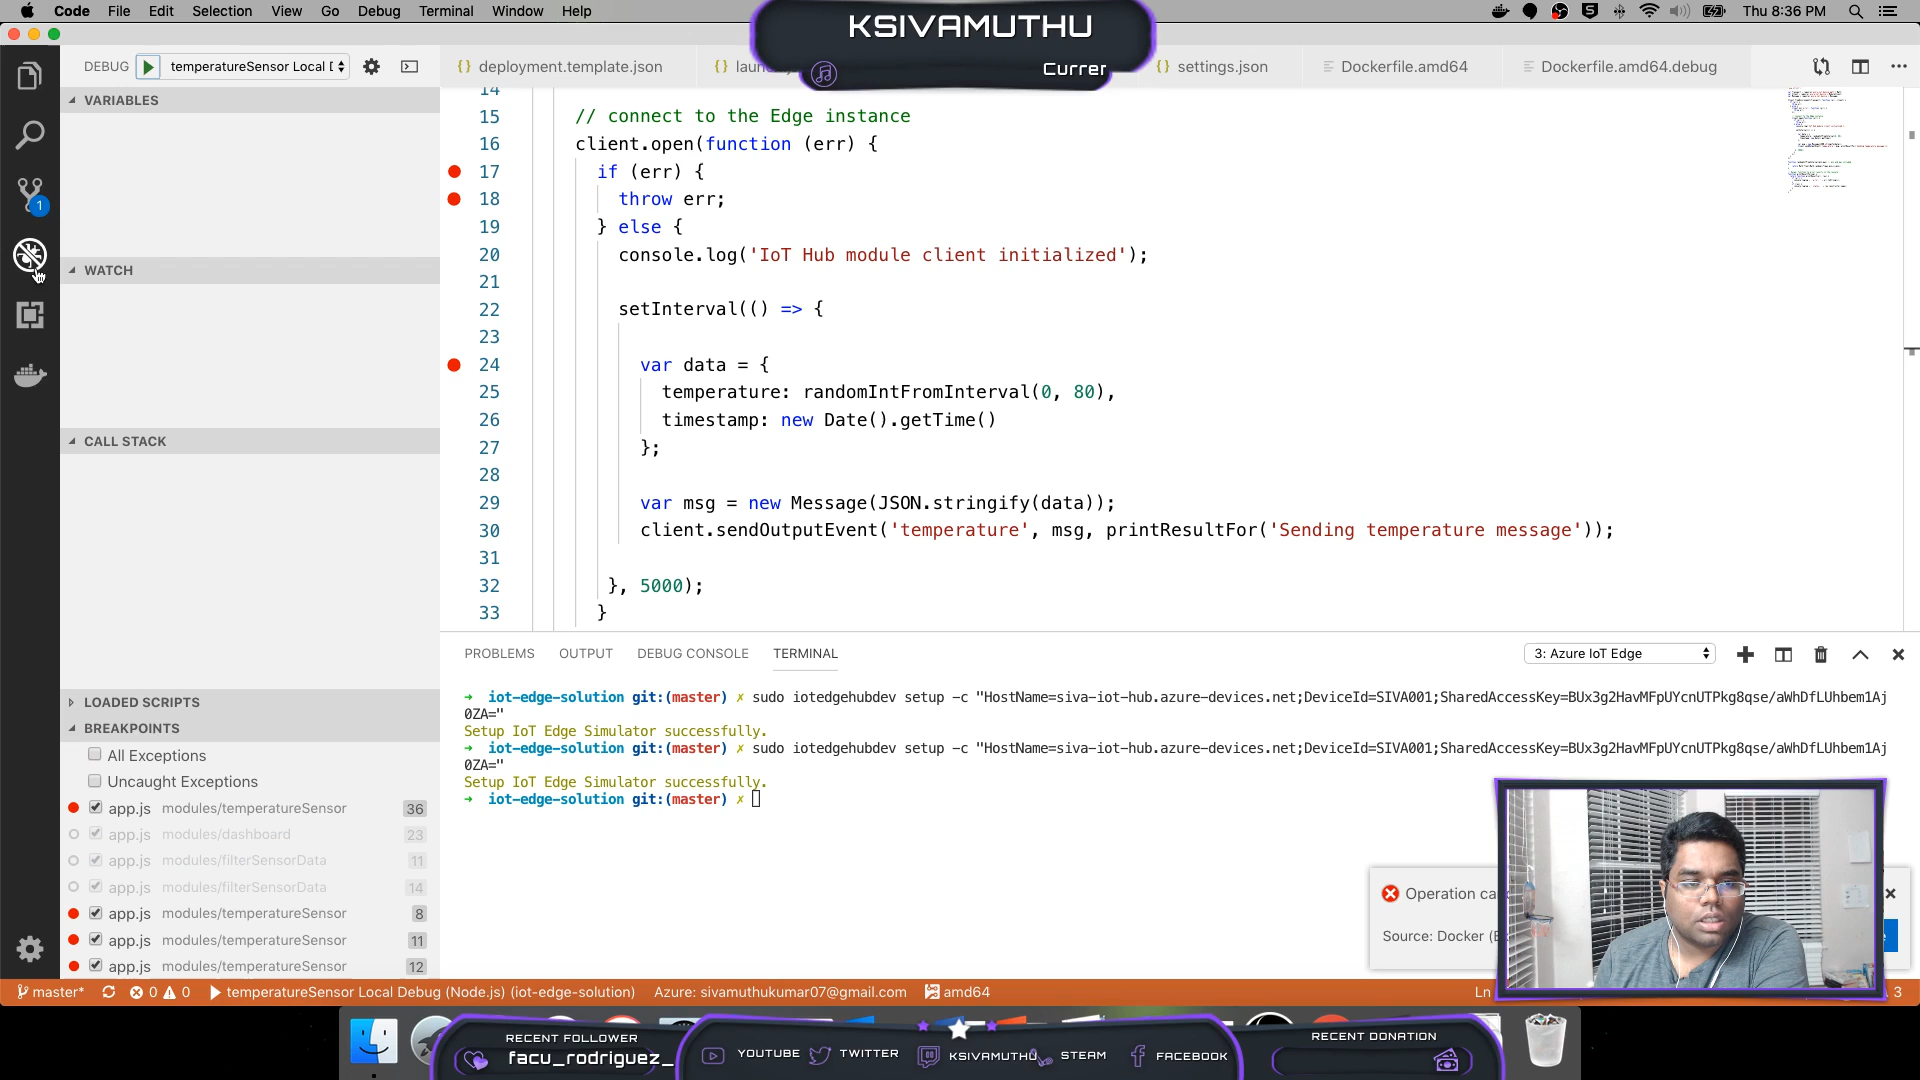 Code File Edit Selection View Go Debug Terminal Window Help
Thu 8:36 PM
KSIVAMUTHU
Currer
DEBUG temperatureSensor Local D
deployment.template.json
settings.json
Dockerfile.amd64
Dockerfile.amd64.debug
VARIABLES
WATCH
CALL STACK
LOADED SCRIPTS
BREAKPOINTS
All Exceptions
Uncaught Exceptions
app.js modules/temperatureSensor 36
app.js modules/dashboard 23
app.js modules/filterSensorData 11
app.js modules/filterSensorData 14
app.js modules/temperatureSensor 8
app.js modules/temperatureSensor 11
app.js modules/temperatureSensor 12
1
14
15 // connect to the Edge instance
16 client.open(function (err) {
17 if (err) {
18 throw err;
19 } else {
20 console.log('IoT Hub module client initialized');
21
22 setInterval(() => {
23
24 var data = {
25 temperature: randomIntFromInterval(0, 80),
26 timestamp: new Date().getTime()
27 };
28
29 var msg = new Message(JSON.stringify(data));
30 client.sendOutputEvent('temperature', msg, printResultFor('Sending temperature message'));
31
32 }, 5000);
33 }
PROBLEMS OUTPUT DEBUG CONSOLE TERMINAL 3: Azure IoT Edge
➜ iot-edge-solution git:(master) ✗ sudo iotedgehubdev setup -c "HostName=siva-iot-hub.azure-devices.net;DeviceId=SIVA001;SharedAccessKey=BUx3g2HavMFpUYcnUTPkg8qse/aWhDfLUhbem1Aj
0ZA="
Setup IoT Edge Simulator successfully.
➜ iot-edge-solution git:(master) ✗ sudo iotedgehubdev setup -c "HostName=siva-iot-hub.azure-devices.net;DeviceId=SIVA001;SharedAccessKey=BUx3g2HavMFpUYcnUTPkg8qse/aWhDfLUhbem1Aj
0ZA="
Setup IoT Edge Simulator successfully.
➜ iot-edge-solution git:(master) ✗
Operation ca
Source: Docker (E
master* 0 0 temperatureSensor Local Debug (Node.js) (iot-edge-solution) Azure: sivamuthukumar07@gmail.com amd64 Ln 3
RECENT FOLLOWER
facu_rodriguez_
YOUTUBE TWITTER KSIVAMUTHU STEAM FACEBOOK
RECENT DONATION